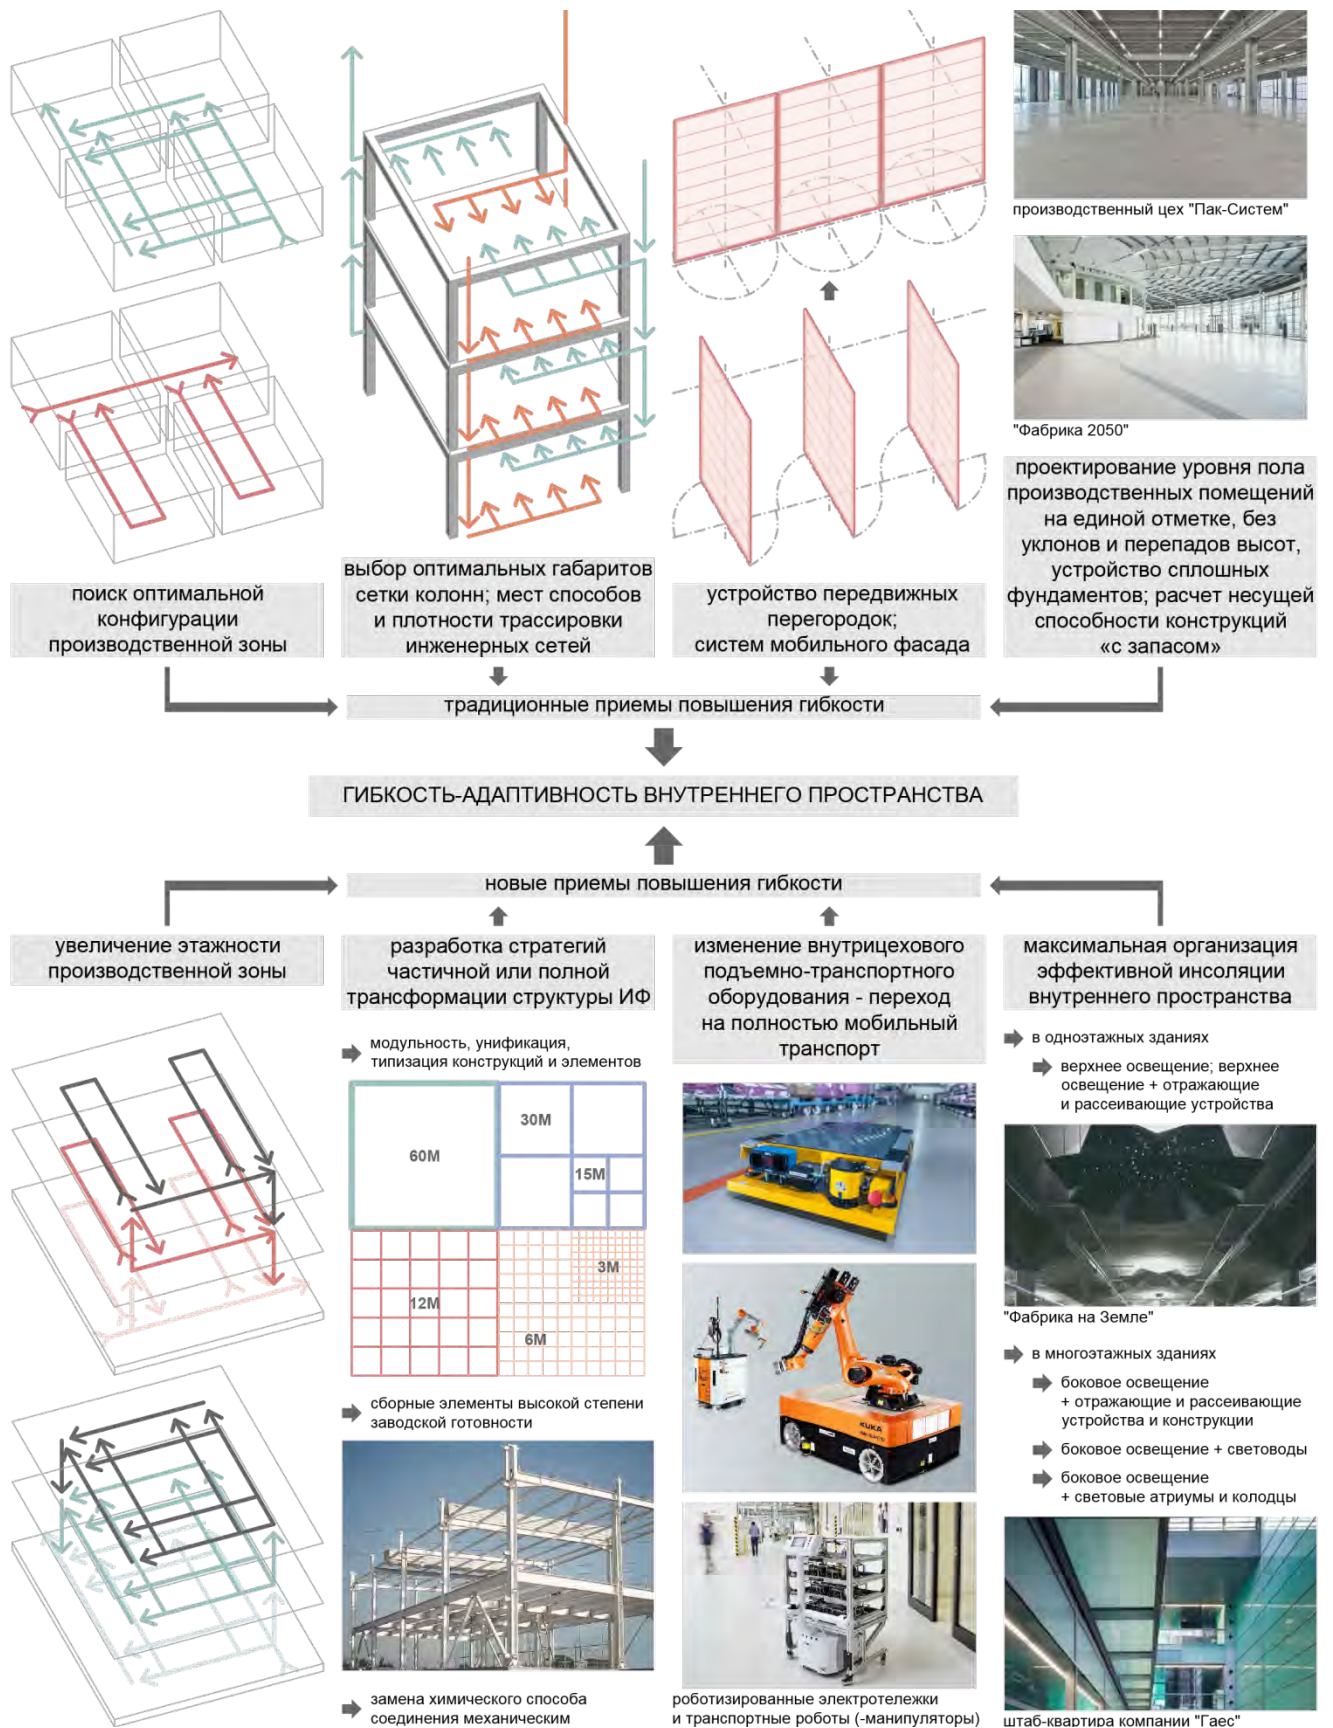 производственный цех "Пак-Систем"
"Фабрика 2050"
поиск оптимальной
конфигурации
производственной зоны
выбор оптимальных габаритов
сетки колонн; мест способов
и плотности трассировки
инженерных сетей
устройство передвижных
перегородок;
систем мобильного фасада
проектирование уровня пола
производственных помещений
на единой отметке, без
уклонов и перепадов высот,
устройство сплошных
фундаментов; расчет несущей
способности конструкций
«с запасом»
традиционные приемы повышения гибкости
ГИБКОСТЬ-АДАПТИВНОСТЬ ВНУТРЕННЕГО ПРОСТРАНСТВА
новые приемы повышения гибкости
увеличение этажности
производственной зоны
разработка стратегий
частичной или полной
трансформации структуры ИФ
модульность, унификация,
типизация конструкций и элементов
60М
30М
15М
12М
3М
6М
сборные элементы высокой степени
заводской готовности
замена химического способа
соединения механическим
изменение внутрицехового
подъемно-транспортного
оборудования - переход
на полностью мобильный
транспорт
KUKA
роботизированные электротележки
и транспортные роботы (-манипуляторы)
максимальная организация
эффективной инсоляции
внутреннего пространства
в одноэтажных зданиях
верхнее освещение; верхнее
освещение + отражающие
и рассеивающие устройства
"Фабрика на Земле"
в многоэтажных зданиях
боковое освещение
+ отражающие и рассеивающие
устройства и конструкции
боковое освещение + световоды
боковое освещение
+ световые атриумы и колодцы
штаб-квартира компании "Гаес"